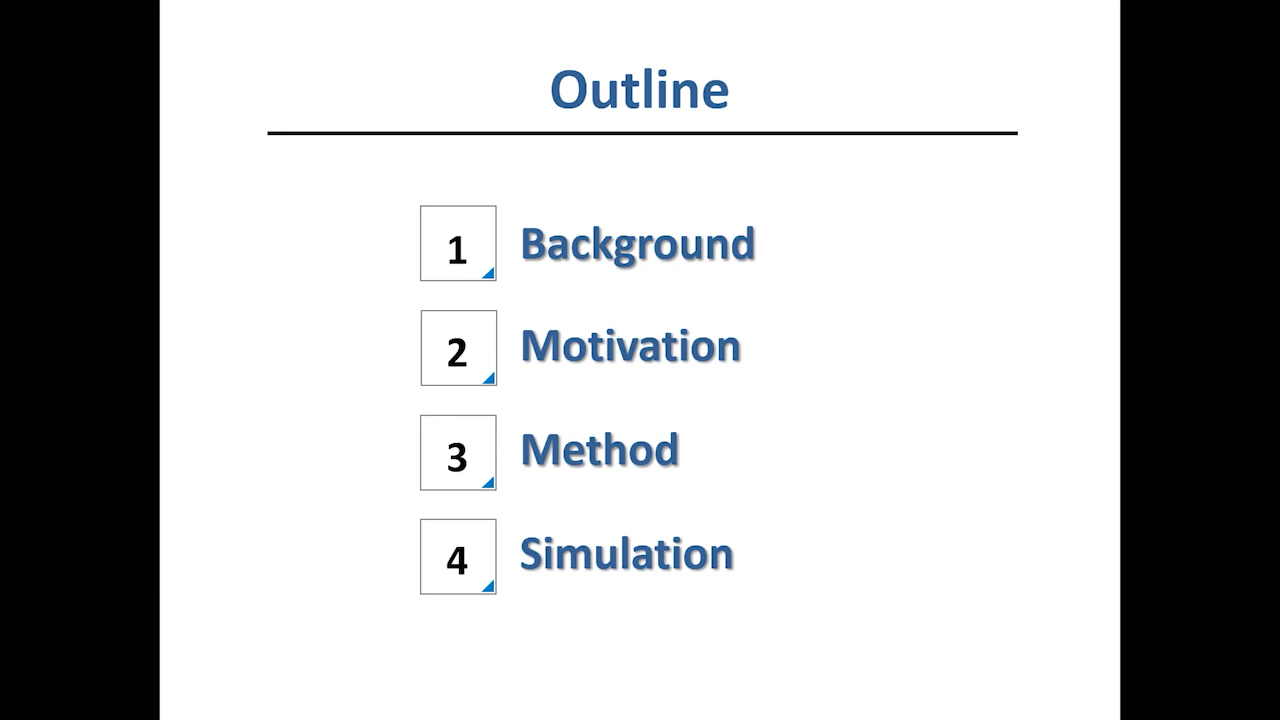 Outline
1 Background
2 Motivation
3 Method
4 Simulation